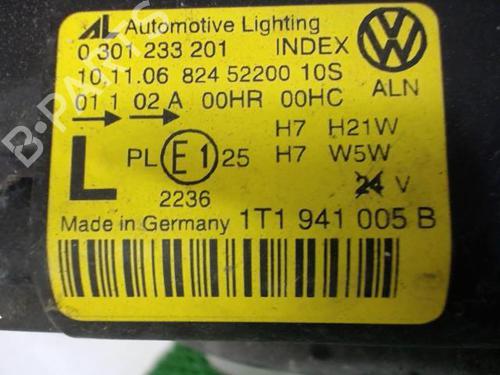 AL Automotive Lighting
0 301 233 201 INDEX
10.11.06 824 52200 10S
01 1 02 A 00HR 00HC
ALN
H7 H21W
L PL E1 25 H7 W5W
2236 24 V
Made in Germany 1T1 941 005 B
B-PARTS